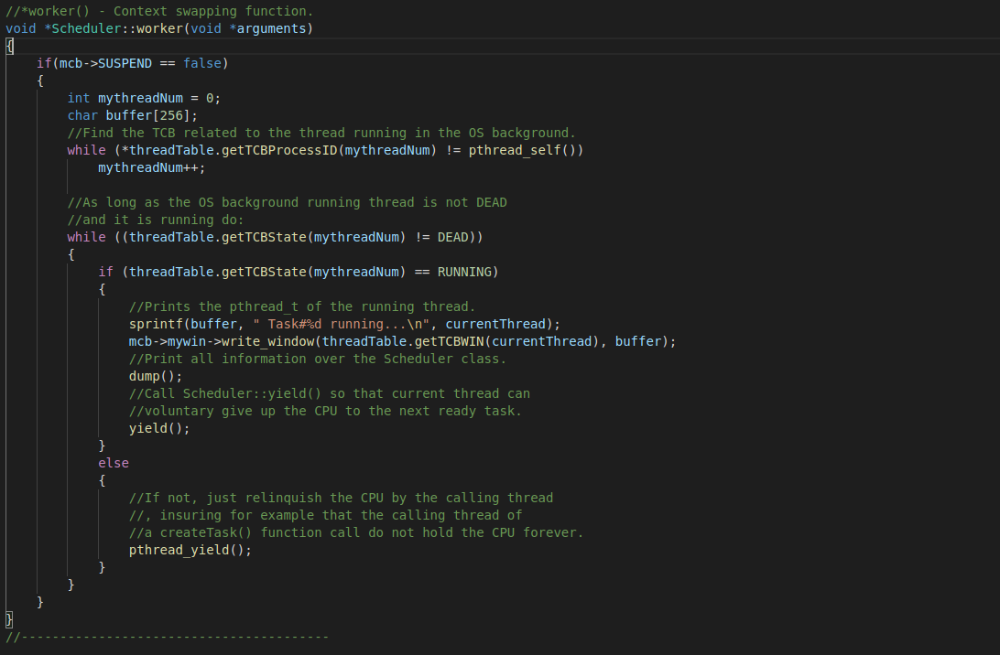 //*worker() - Context swapping function.
void *Scheduler::worker(void *arguments)
{
    if(mcb->SUSPEND == false)
    {
        int mythreadNum = 0;
        char buffer[256];
        //Find the TCB related to the thread running in the OS background.
        while (*threadTable.getTCBProcessID(mythreadNum) != pthread_self())
            mythreadNum++;

        //As long as the OS background running thread is not DEAD
        //and it is running do:
        while ((threadTable.getTCBState(mythreadNum) != DEAD))
        {
            if (threadTable.getTCBState(mythreadNum) == RUNNING)
            {
                //Prints the pthread_t of the running thread.
                sprintf(buffer, " Task#%d running...\n", currentThread);
                mcb->mywin->write_window(threadTable.getTCBWIN(currentThread), buffer);
                //Print all information over the Scheduler class.
                dump();
                //Call Scheduler::yield() so that current thread can
                //voluntary give up the CPU to the next ready task.
                yield();
            }
            else
            {
                //If not, just relinquish the CPU by the calling thread
                //, insuring for example that the calling thread of
                //a createTask() function call do not hold the CPU forever.
                pthread_yield();
            }
        }
    }
}
//----------------------------------------